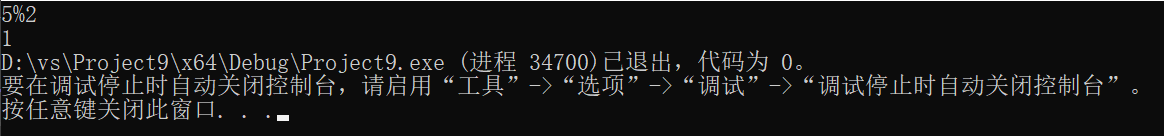 5%2
1
D:\vs\Project9\x64\Debug\Project9.exe (进程 34700)已退出，代码为 0。
要在调试停止时自动关闭控制台，请启用“工具”->“选项”->“调试”->“调试停止时自动关闭控制台”。
按任意键关闭此窗口. . .